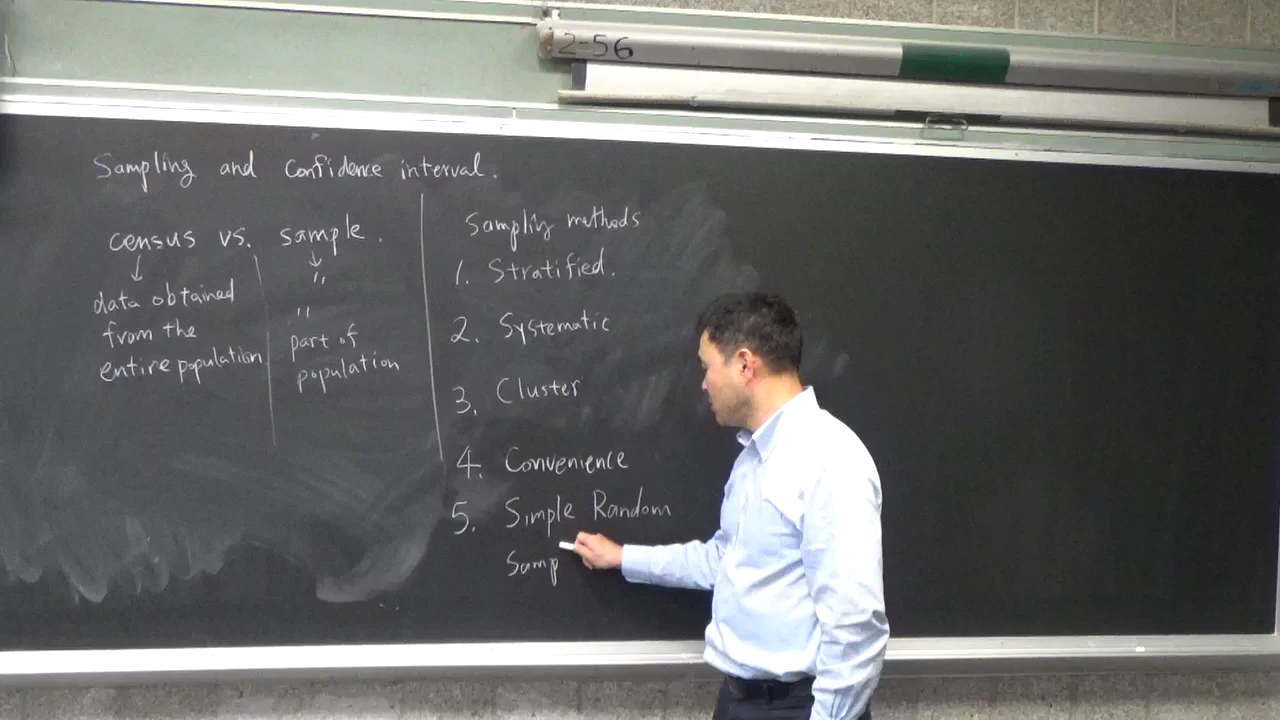 2-56
Sampling and Confidence interval.
census vs. sample.
↓
data obtained
from the
entire population.
↓
"
"
part of
population
Sampling methods
1. Stratified.
2. Systematic
3. Cluster
4. Convenience
5. Simple Random
Samp